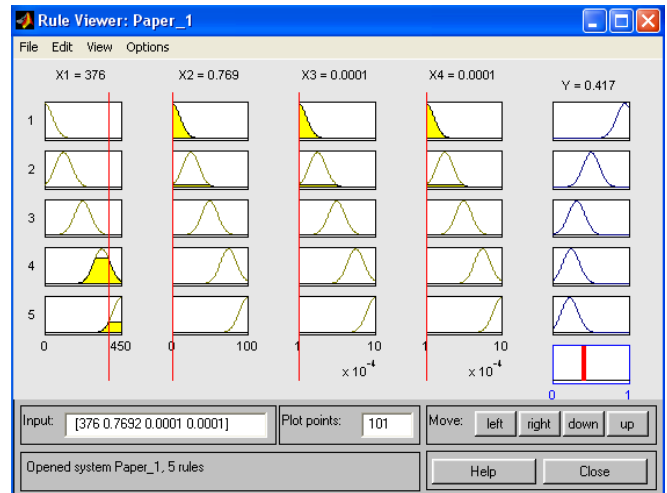 Rule Viewer: Paper_1
File Edit View Options
X1 = 376 X2 = 0.769 X3 = 0.0001 X4 = 0.0001 Y = 0.417
1
2
3
4
5
0 450 0 100 1 10 1 10
x 10^-4 x 10^-4
0 1
Input: [376 0.7692 0.0001 0.0001] Plot points: 101 Move: left right down up
Opened system Paper_1, 5 rules Help Close